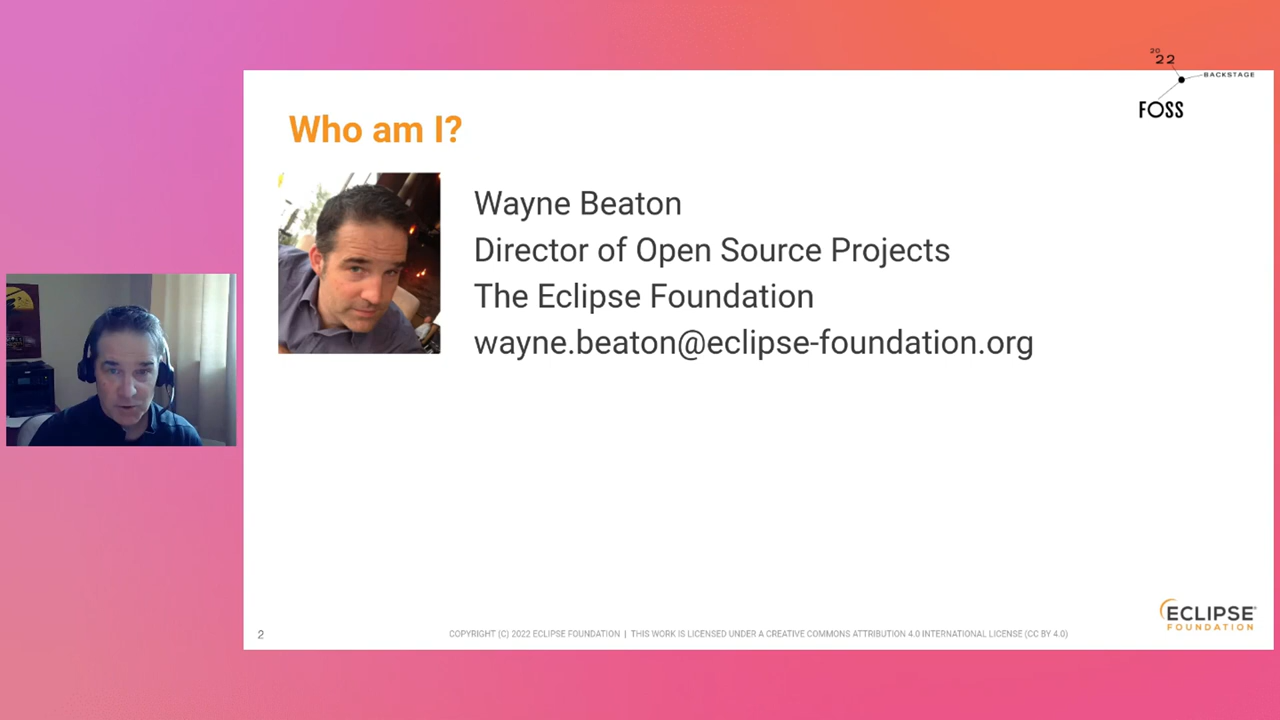 20
22
BACKSTAGE
FOSS
Who am I?
Wayne Beaton
Director of Open Source Projects
The Eclipse Foundation
wayne.beaton@eclipse-foundation.org
2
COPYRIGHT (C) 2022 ECLIPSE FOUNDATION | THIS WORK IS LICENSED UNDER A CREATIVE COMMONS ATTRIBUTION 4.0 INTERNATIONAL LICENSE (CC BY 4.0)
ECLIPSE
FOUNDATION